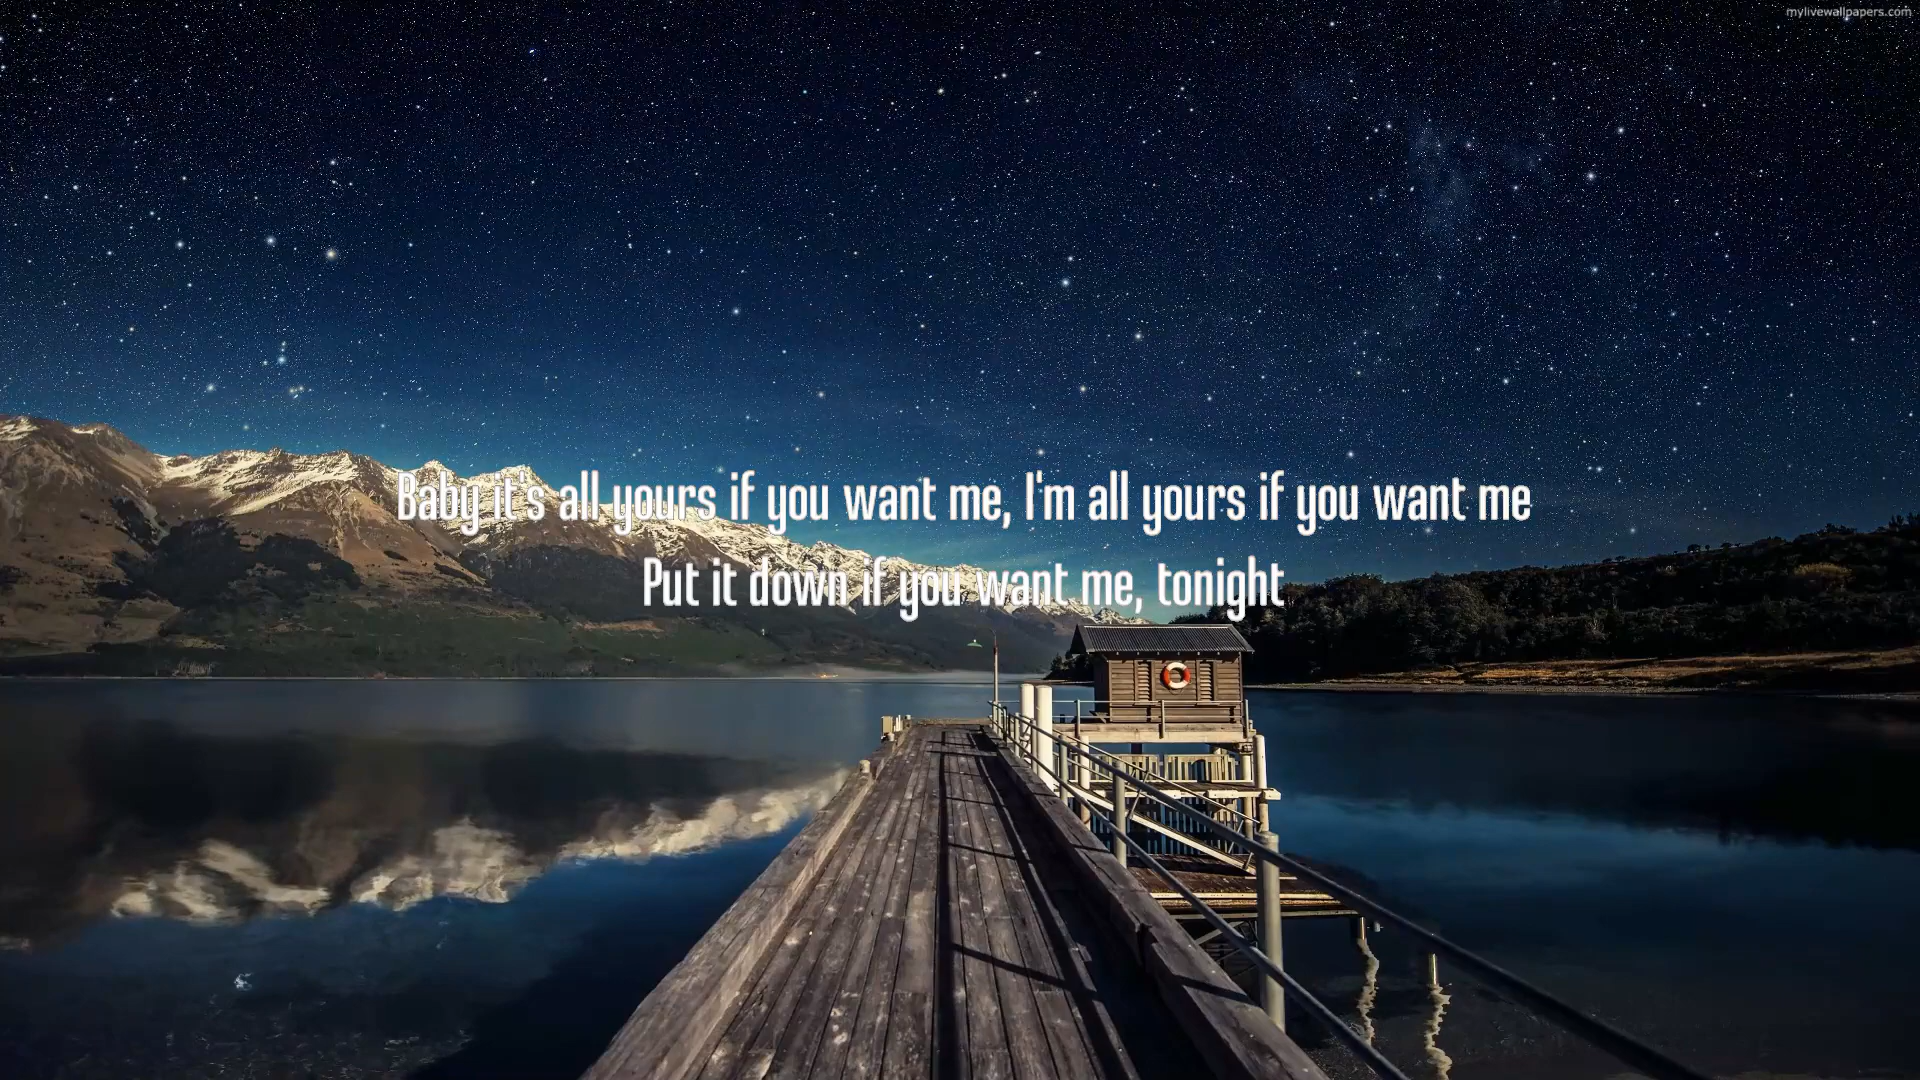 mylivewallpapers.com
Baby it's all yours if you want me, I'm all yours if you want me
Put it down if you want me, tonight